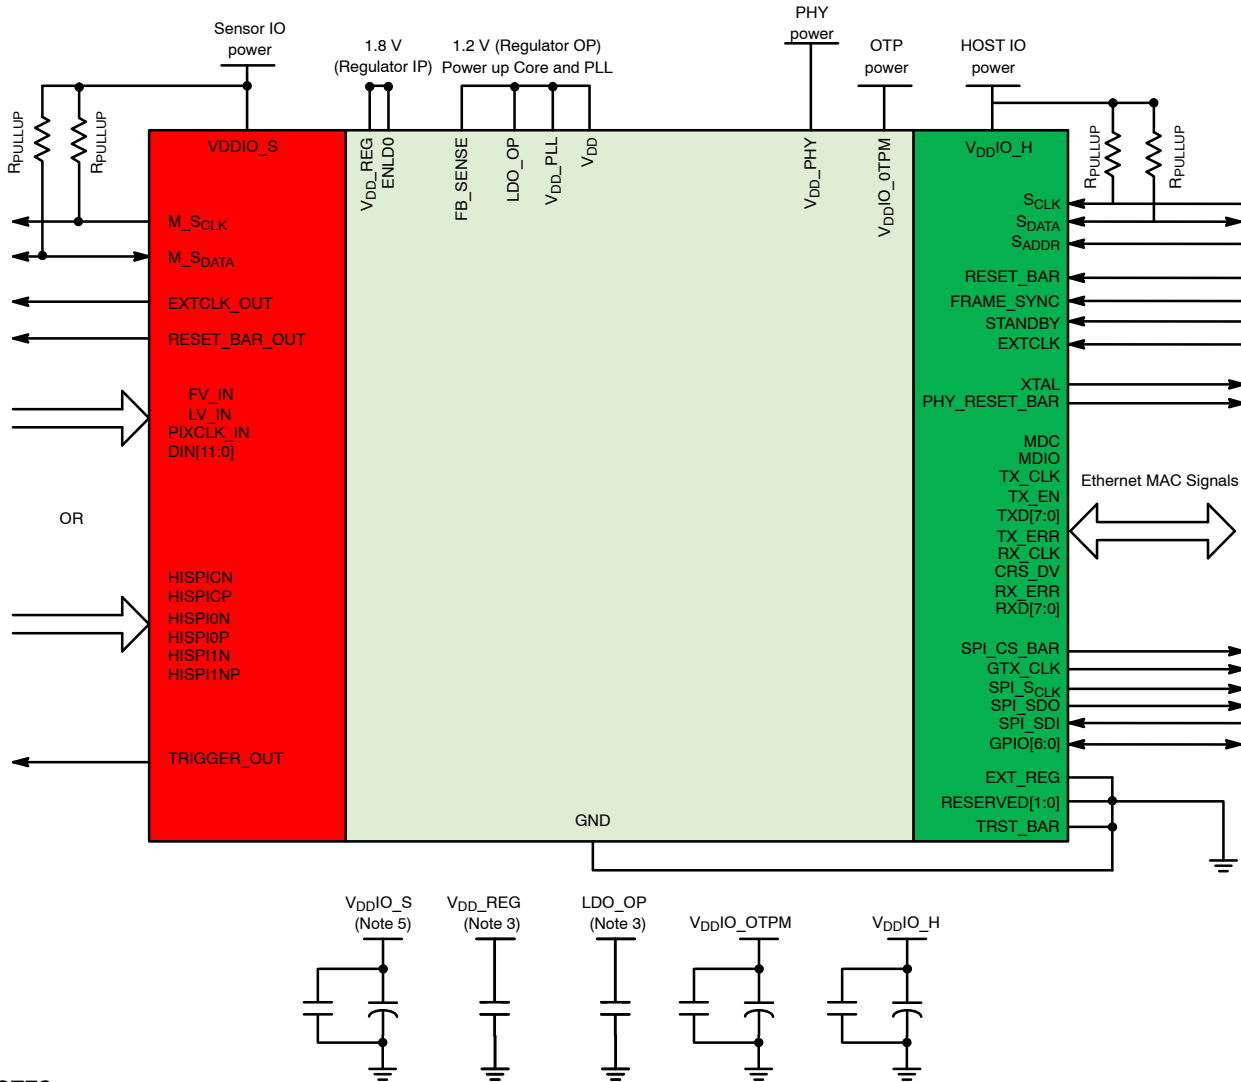 Sensor IO
power
1.8 V
(Regulator IP)
1.2 V (Regulator OP)
Power up Core and PLL
PHY
power
OTP
power
HOST IO
power
RPULLUP
RPULLUP
RPULLUP
RPULLUP
VDDIO_S
VDD_REG
ENLD0
FB_SENSE
LDO_OP
VDD_PLL
VDD
VDD_PHY
VDDIO_0TPM
VDDIO_H
M_SCLK
M_SDATA
EXTCLK_OUT
RESET_BAR_OUT
FV_IN
LV_IN
PIXCLK_IN
DIN[11:0]
OR
HISPICN
HISPICP
HISPI0N
HISPI0P
HISPI1N
HISPI1NP
TRIGGER_OUT
SCLK
SDATA
SADDR
RESET_BAR
FRAME_SYNC
STANDBY
EXTCLK
XTAL
PHY_RESET_BAR
MDC
MDIO
TX_CLK
TX_EN
TXD[7:0]
TX_ERR
RX_CLK
CRS_DV
RX_ERR
RXD[7:0]
Ethernet MAC Signals
SPI_CS_BAR
GTX_CLK
SPI_SCLK
SPI_SDO
SPI_SDI
GPIO[6:0]
EXT_REG
RESERVED[1:0]
TRST_BAR
GND
VDDIO_S
(Note 5)
VDD_REG
(Note 3)
LDO_OP
(Note 3)
VDDIO_OTPM
VDDIO_H